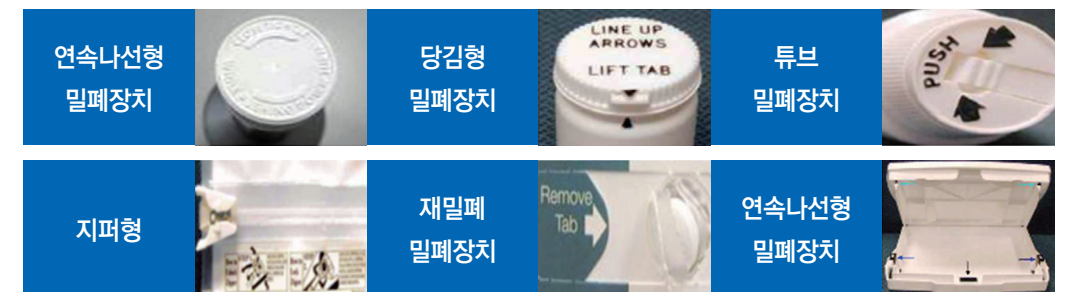 연속나선형
밀폐장치
당김형
밀폐장치
LINE UP
ARROWS
LIFT TAB
튜브
밀폐장치
PUSH
지퍼형
재밀폐
밀폐장치
Remove
Tab
연속나선형
밀폐장치